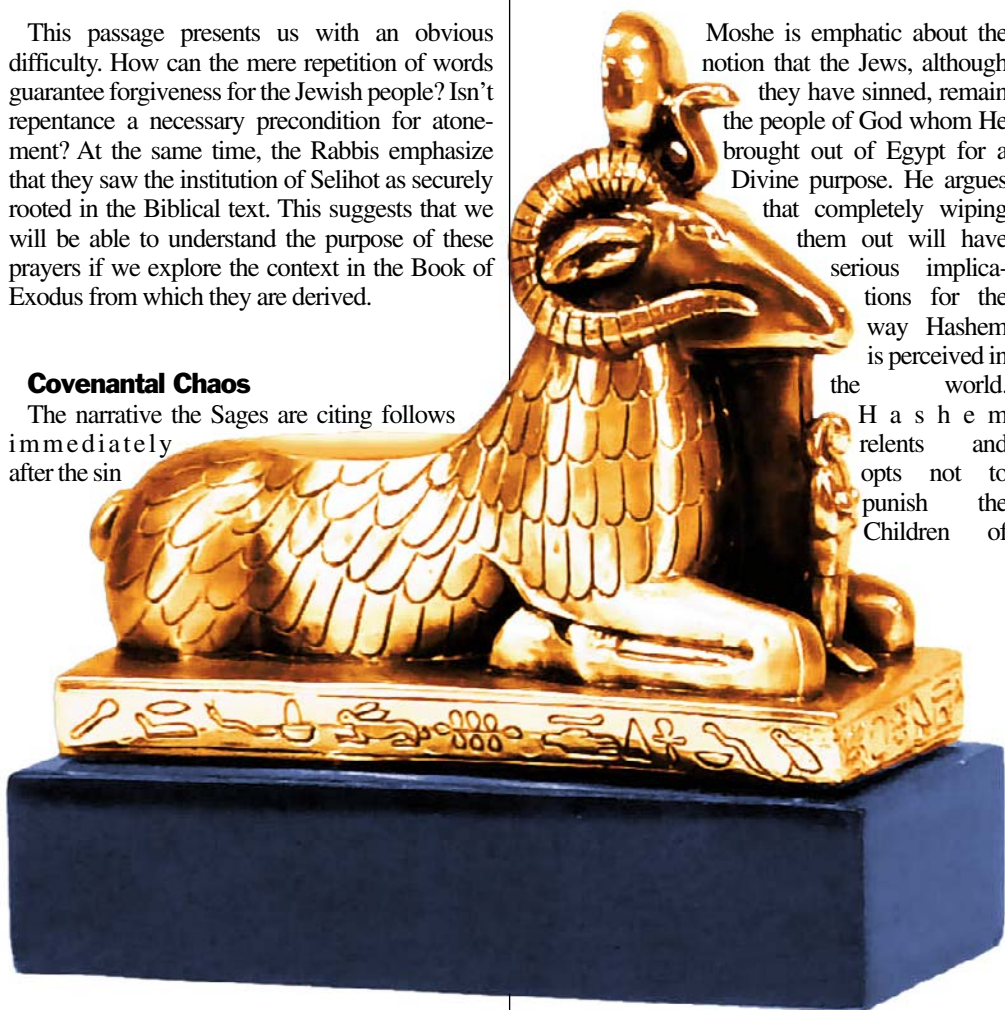 This passage presents us with an obvious
difficulty. How can the mere repetition of words
guarantee forgiveness for the Jewish people? Isn't
repentance a necessary precondition for atone-
ment? At the same time, the Rabbis emphasize
that they saw the institution of Selihot as securely
rooted in the Biblical text. This suggests that we
will be able to understand the purpose of these
prayers if we explore the context in the Book of
Exodus from which they are derived.
Covenantal Chaos
The narrative the Sages are citing follows
immediately
after the sin
Moshe is emphatic about the
notion that the Jews, although
they have sinned, remain
the people of God whom He
brought out of Egypt for a
Divine purpose. He argues
that completely wiping
them out will have
serious implica-
tions for the
way Hashem
is perceived in
the world.
Hashem
relents and
opts not to
punish the
Children of